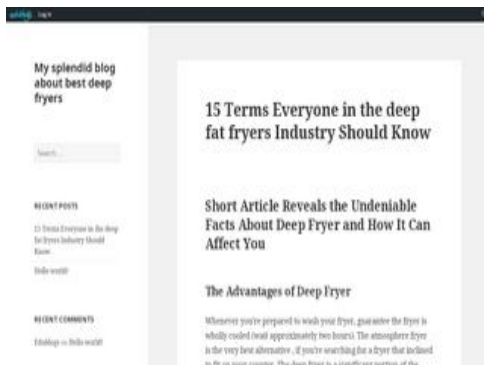 Log in
My splendid blog
about best deep
fryers
Search …
RECENT POSTS
15 Terms Everyone in the deep
fat fryers Industry Should
Know
Hello world!
RECENT COMMENTS
Edublogs on Hello world!
15 Terms Everyone in the deep
fat fryers Industry Should Know
Short Article Reveals the Undeniable
Facts About Deep Fryer and How It Can
Affect You
The Advantages of Deep Fryer
Whenever you're prepared to wash your fryer, guarantee the fryer is
wholly cooled (wait approximately two hours). The atmosphere fryer
is the very best alternative , if you're searching for a fryer that inclined
to fit on your counter. The deep fryer is a significant portion of the